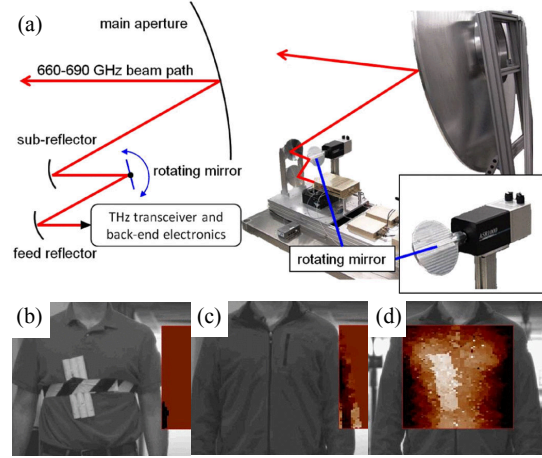 (a)
main aperture
660-690 GHz beam path
sub-reflector
rotating mirror
THz transceiver and
back-end electronics
feed reflector
rotating mirror
(b)
(c)
(d)